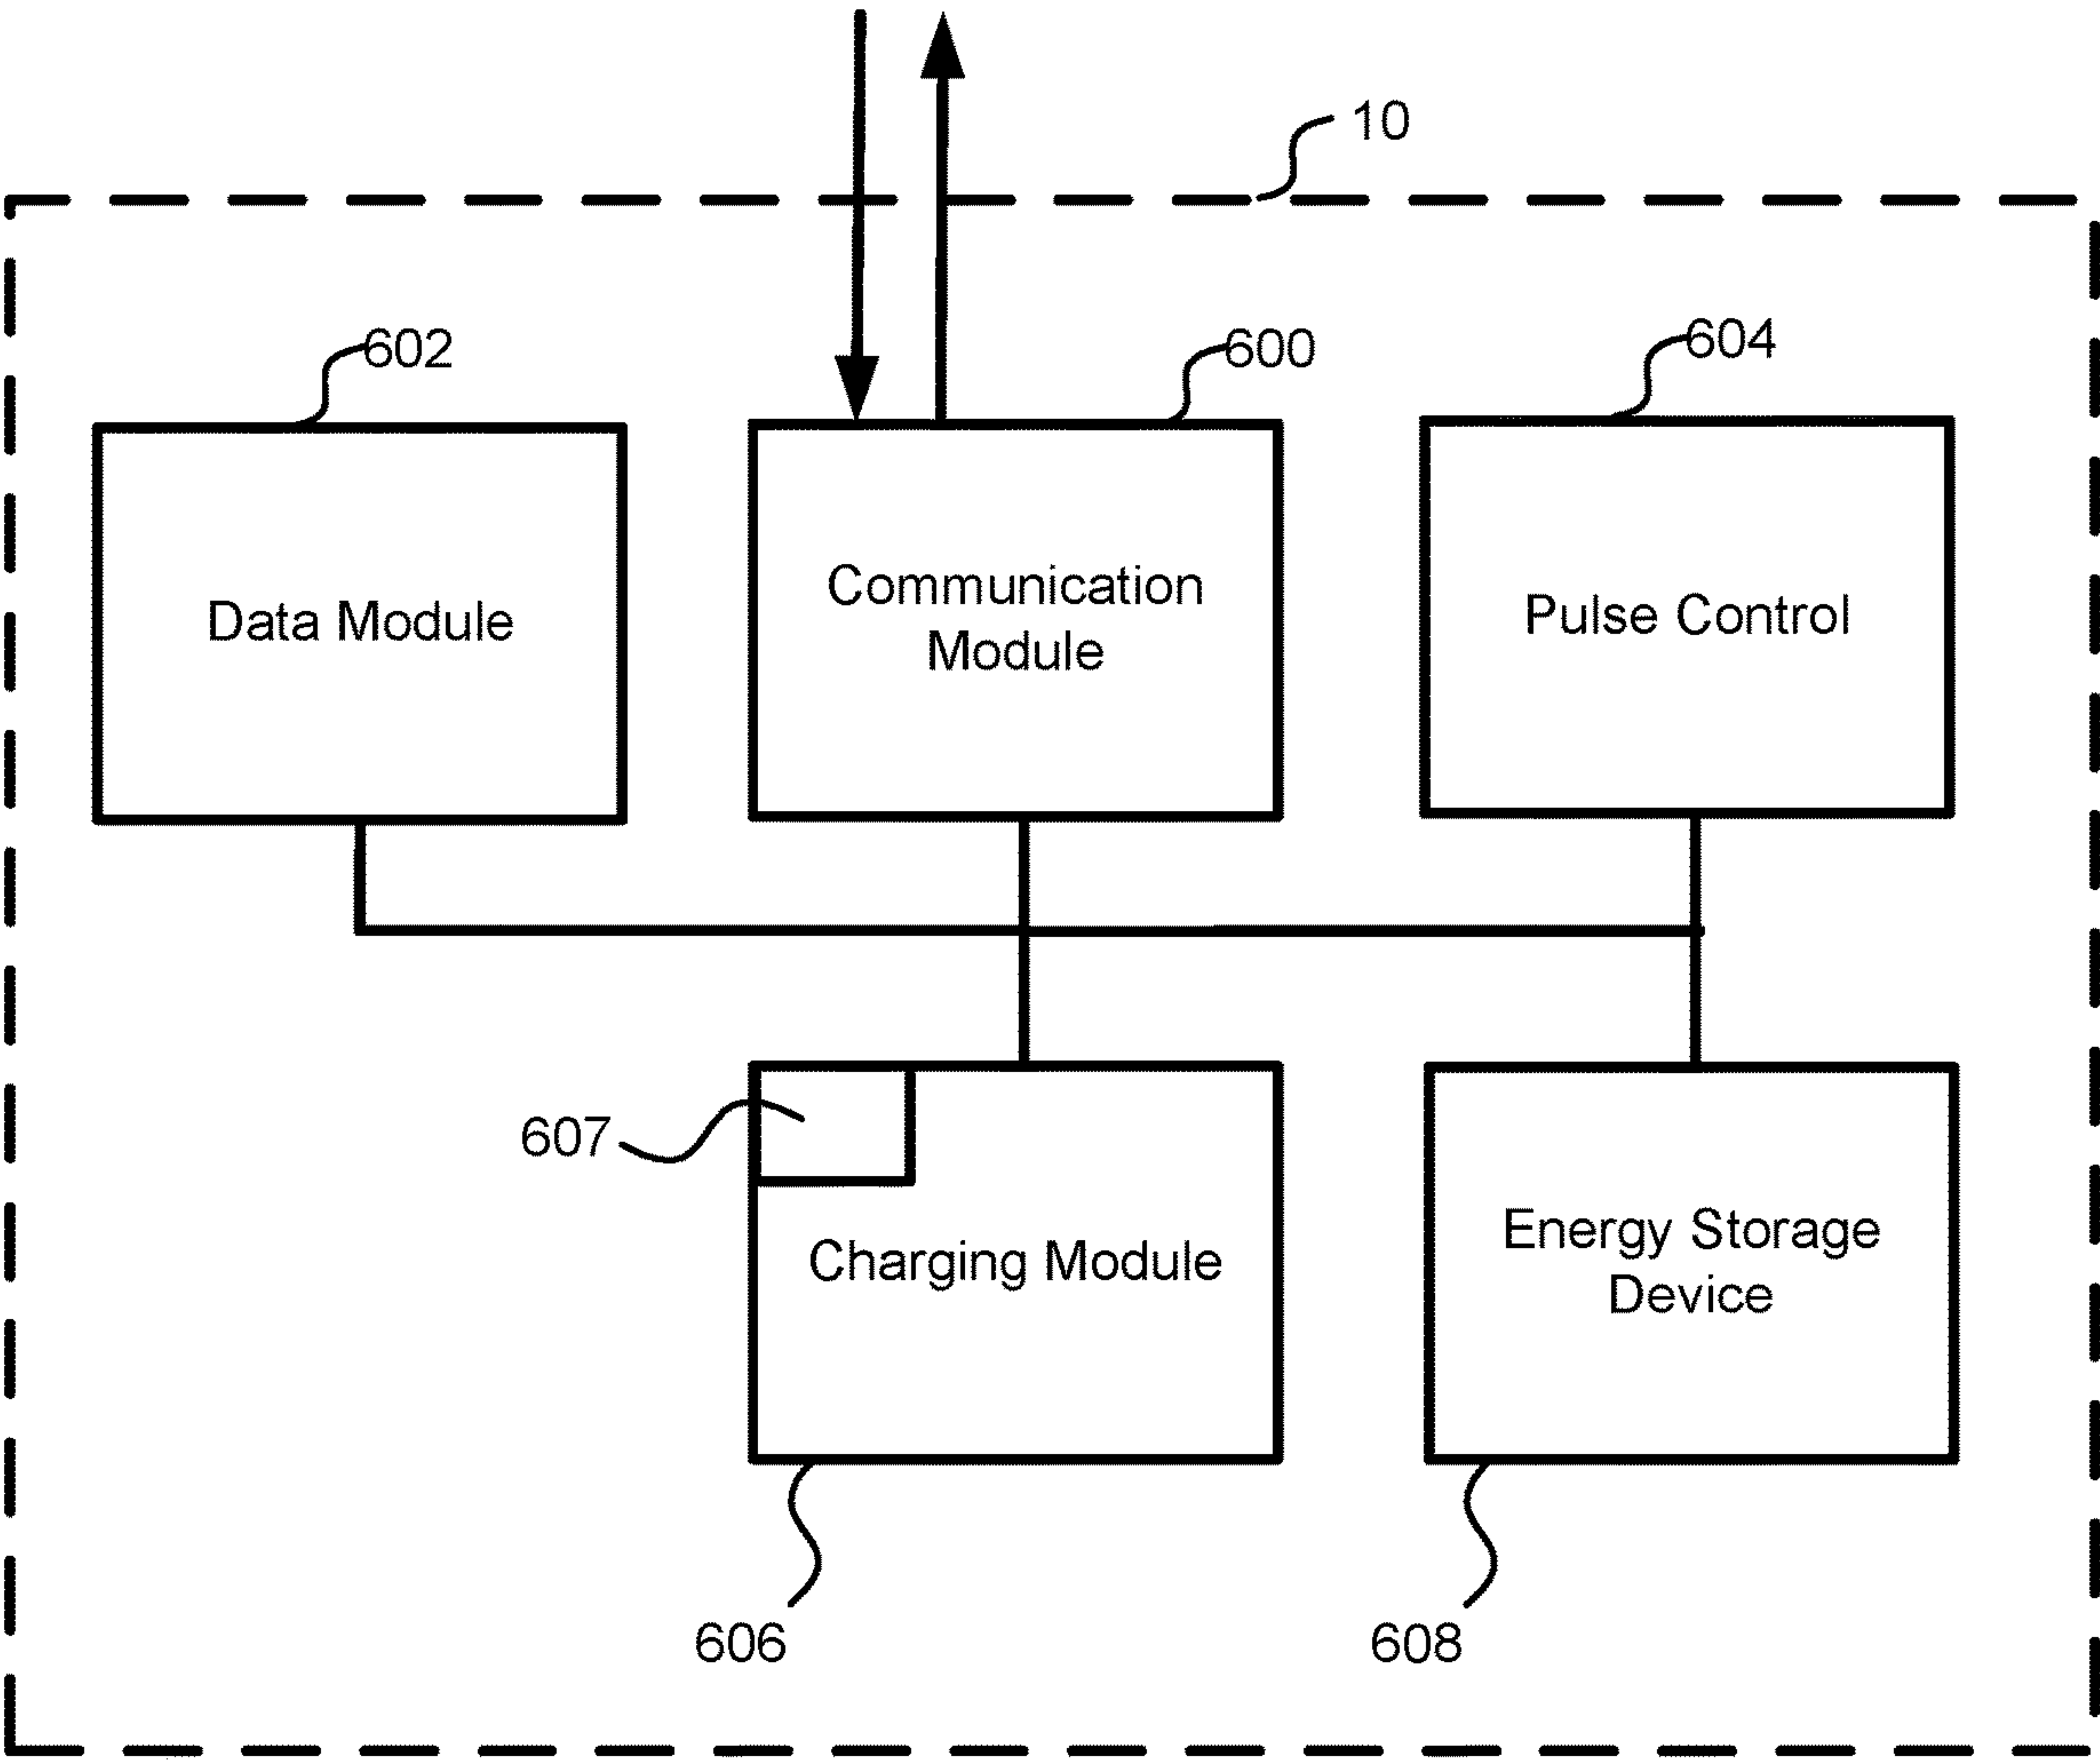 10
602
600
604
Data Module
Communication
Module
Pulse Control
607
Charging Module
Energy Storage
Device
606
608